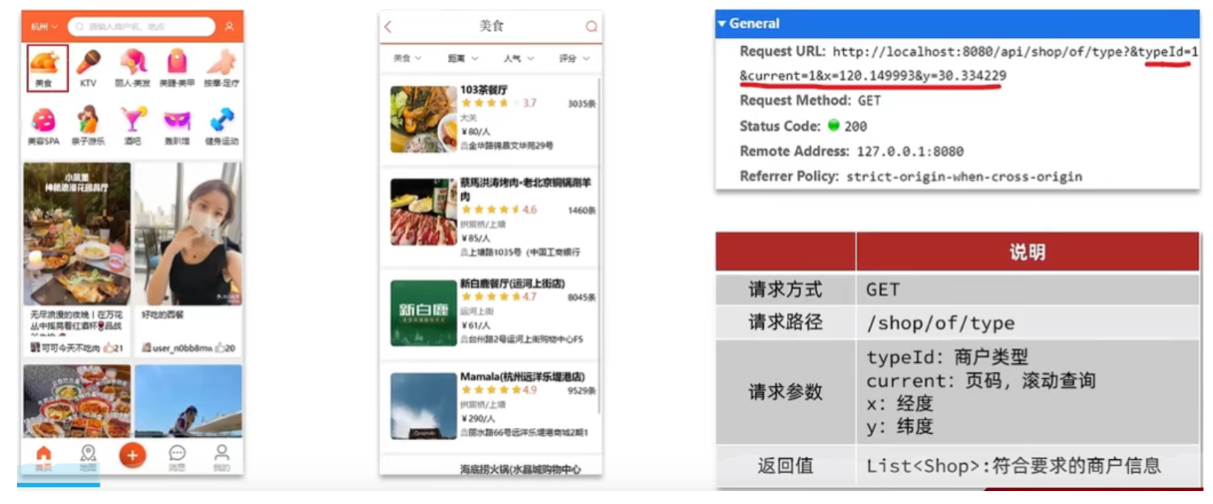 杭州
请输入商户名、地点
美食
KTV
丽人·美发
美睫·美甲
按摩·足疗
美容SPA
亲子游乐
酒吧
轰趴馆
健身运动
无尽浪漫的夜晚丨在万花
丛中摇晃着红酒杯🍷品战
好吃的西餐
可可今天不吃肉
21
user_n0bb8mw
20
首页
地图
消息
我的
美食
美食
距离
人气
评分
103茶餐厅
3.7
3035条
大关
￥80/人
金华路锦昌文华苑29号
蔡馬洪涛烤肉·老北京铜锅涮羊
肉
4.6
1460条
拱宸桥/上塘
￥85/人
上塘路1035号（中国工商银行
新白鹿
新白鹿餐厅(运河上街店)
4.7
8045条
运河上街
￥61/人
台州路2号运河上街购物中心F5
Mamala(杭州远洋乐堤港店)
4.9
9529条
拱宸桥/上塘
￥290/人
丽水路66号远洋乐堤港商城2期1
海底捞火锅(水晶城购物中心
General
Request URL: http://localhost:8080/api/shop/of/type?&typeId=1
&current=1&x=120.149993&y=30.334229
Request Method: GET
Status Code: 200
Remote Address: 127.0.0.1:8080
Referrer Policy: strict-origin-when-cross-origin
说明
请求方式 GET
请求路径 /shop/of/type
请求参数
typeId: 商户类型
current: 页码，滚动查询
x: 经度
y: 纬度
返回值 List<Shop>:符合要求的商户信息